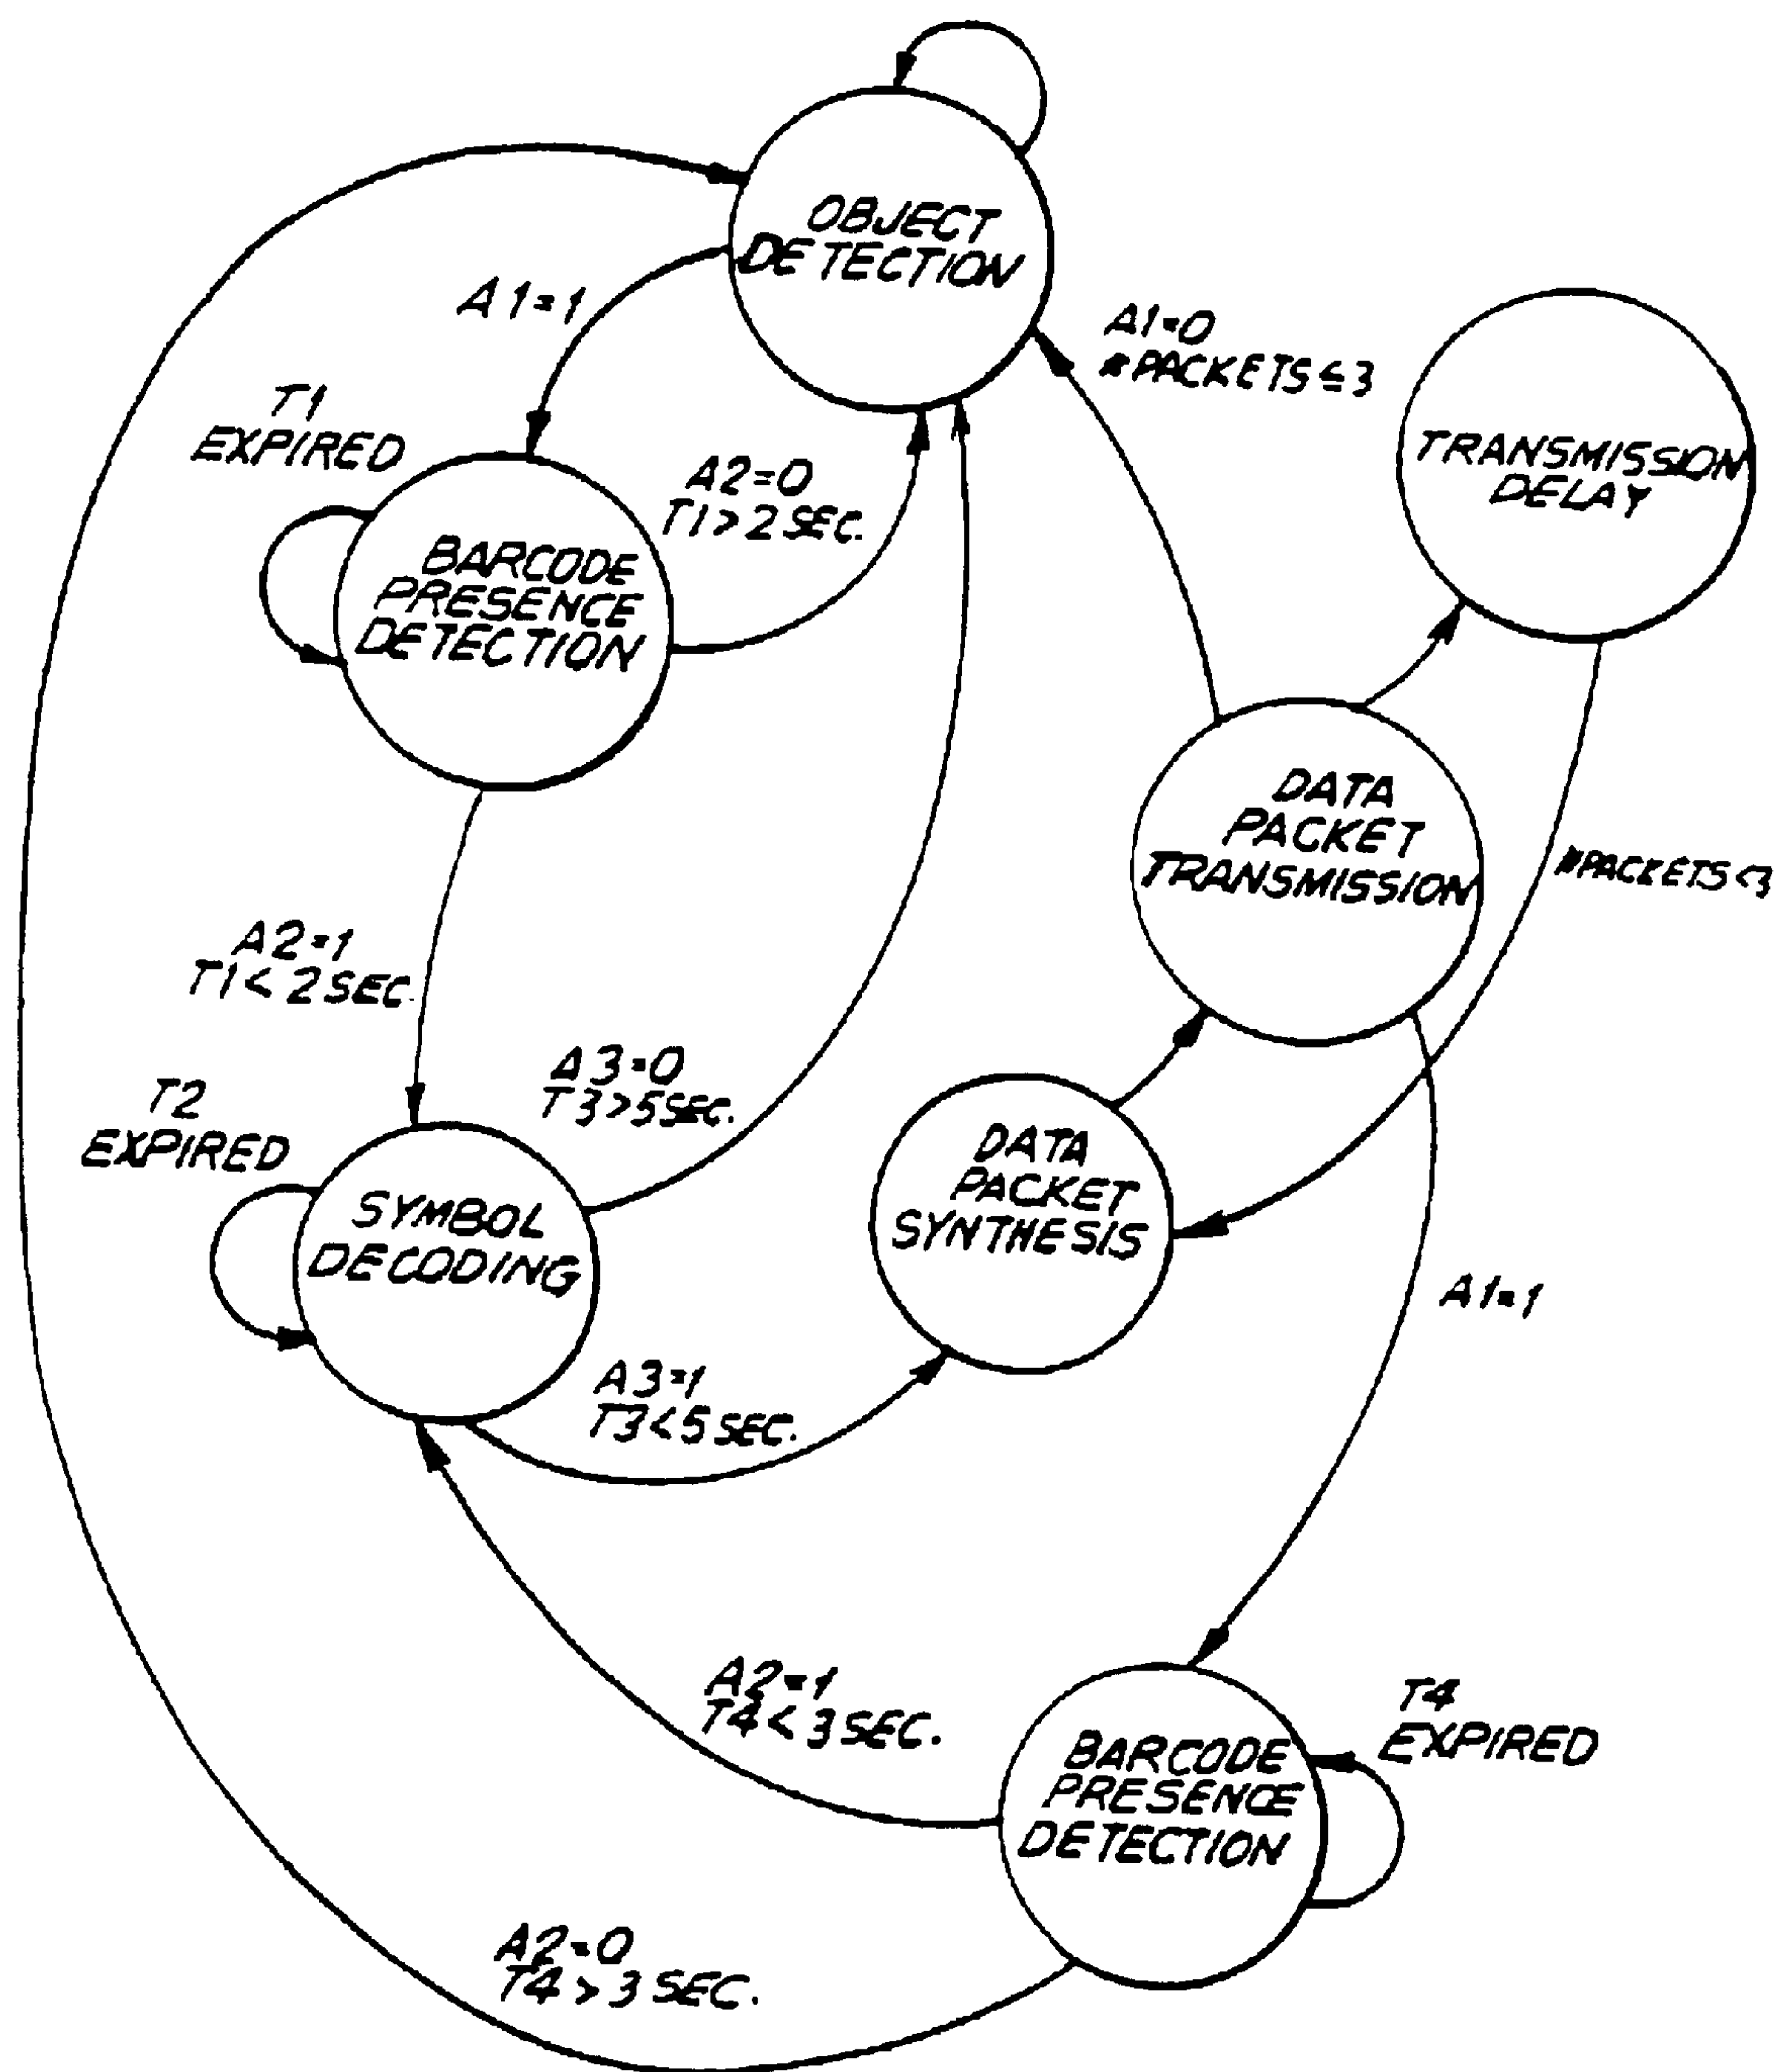 OBJECT
DETECTION
A1=1
A1=0
# PACKETS ≤ 3
T1
EXPIRED
A2=0
T1>2 SEC.
TRANSMISSION
DELAY
BARCODE
PRESENCE
DETECTION
DATA
PACKET
TRANSMISSION
#PACKETS<3
A2=1
T1< 2 SEC.
A3=0
T3>5 SEC.
T2
EXPIRED
DATA
PACKET
SYNTHESIS
SYMBOL
DECODING
A1=1
A3=1
T3<5 SEC.
A2=1
T4< 3 SEC.
T4
EXPIRED
BARCODE
PRESENCE
DETECTION
A2=0
T4> 3 SEC.